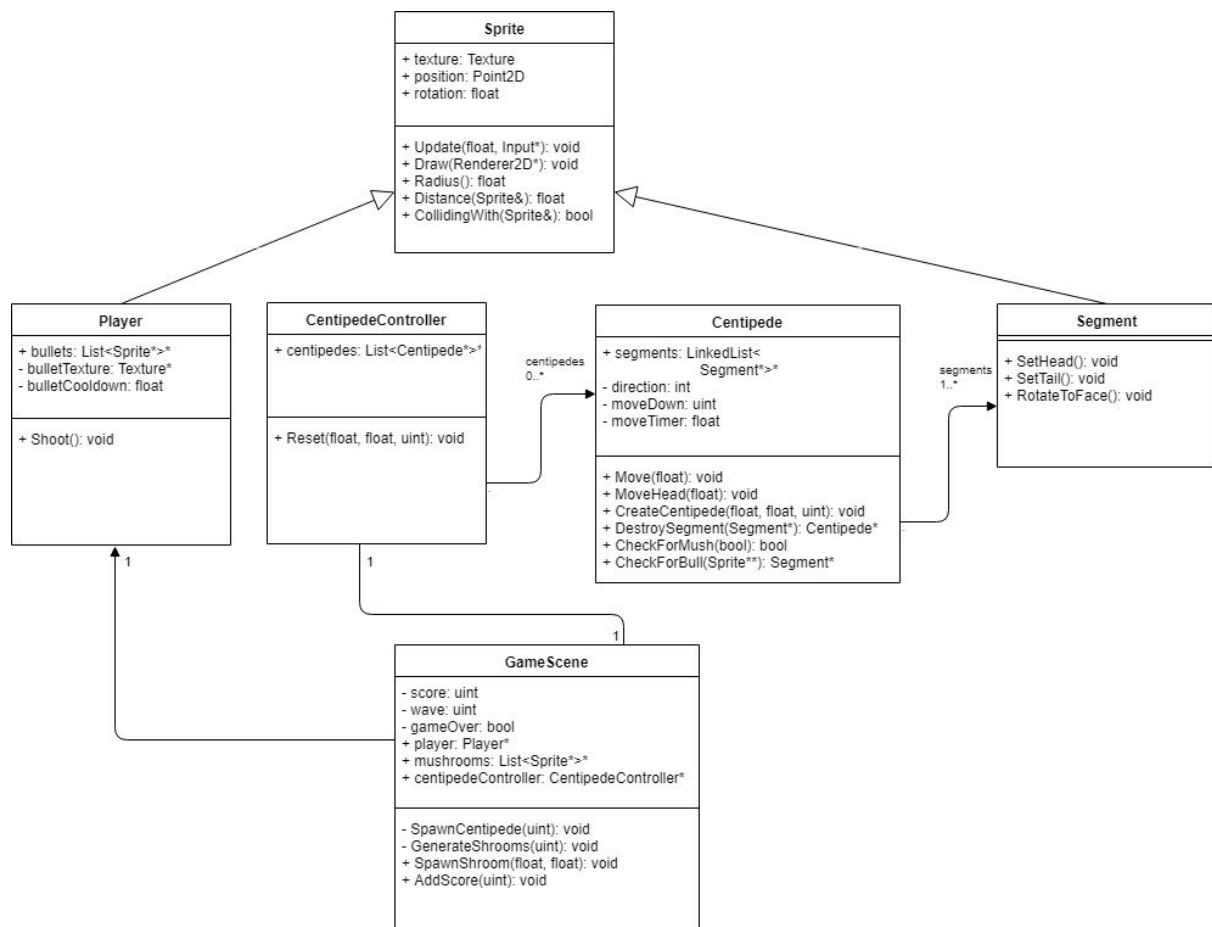 Sprite
+ texture: Texture
+ position: Point2D
+ rotation: float
+ Update(float, Input*): void
+ Draw(Renderer2D*): void
+ Radius(): float
+ Distance(Sprite&): float
+ CollidingWith(Sprite&): bool
Player
+ bullets: List<Sprite*>*
- bulletTexture: Texture*
- bulletCooldown: float
+ Shoot(): void
CentipedeController
+ centipedes: List<Centipede*>*
+ Reset(float, float, uint): void
centipedes
0..*
Centipede
+ segments: LinkedList<
Segment*>*
- direction: int
- moveDown: uint
- moveTimer: float
+ Move(float): void
+ MoveHead(float): void
+ CreateCentipede(float, float, uint): void
+ DestroySegment(Segment*): Centipede*
+ CheckForMush(bool): bool
+ CheckForBull(Sprite**): Segment*
segments
1..*
Segment
+ SetHead(): void
+ SetTail(): void
+ RotateToFace(): void
1
1
1
GameScene
- score: uint
- wave: uint
- gameOver: bool
+ player: Player*
+ mushrooms: List<Sprite*>*
+ centipedeController: CentipedeController*
- SpawnCentipede(uint): void
- GenerateShrooms(uint): void
+ SpawnShroom(float, float): void
+ AddScore(uint): void